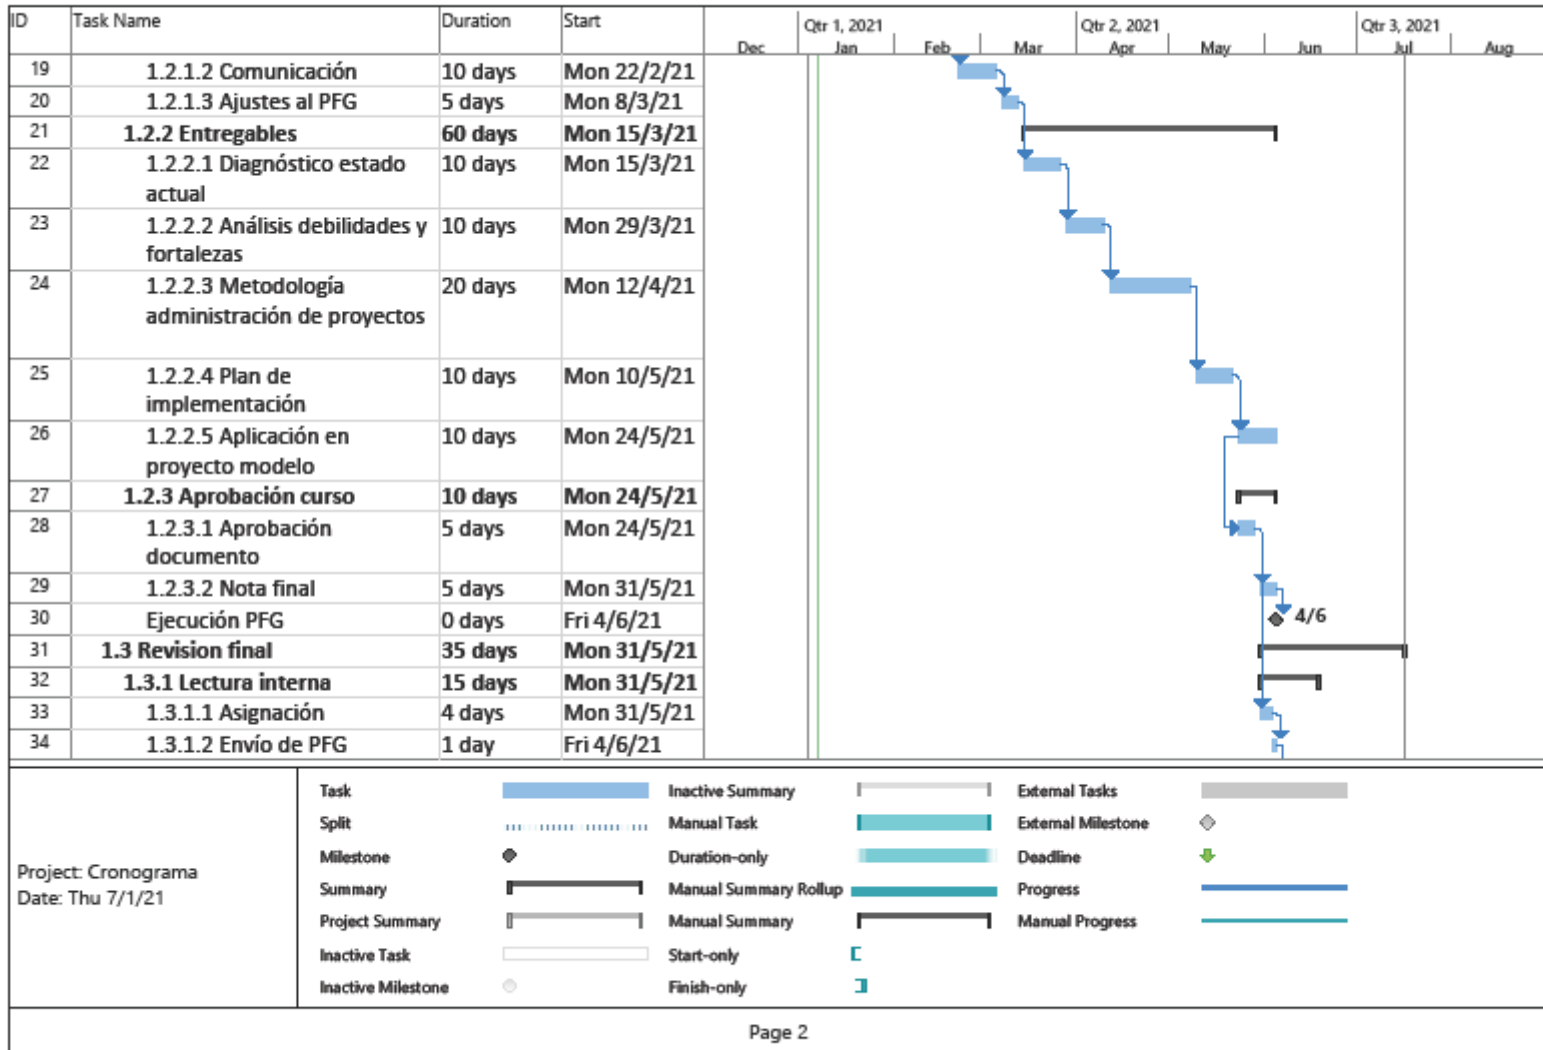 ID Task Name Duration Start Qtr 1, 2021 Qtr 2, 2021 Qtr 3, 2021
Dec Jan Feb Mar Apr May Jun Jul Aug
19 1.2.1.2 Comunicación 10 days Mon 22/2/21
20 1.2.1.3 Ajustes al PFG 5 days Mon 8/3/21
21 1.2.2 Entregables 60 days Mon 15/3/21
22 1.2.2.1 Diagnóstico estado 10 days Mon 15/3/21
actual
23 1.2.2.2 Análisis debilidades y 10 days Mon 29/3/21
fortalezas
24 1.2.2.3 Metodología 20 days Mon 12/4/21
administración de proyectos
25 1.2.2.4 Plan de 10 days Mon 10/5/21
implementación
26 1.2.2.5 Aplicación en 10 days Mon 24/5/21
proyecto modelo
27 1.2.3 Aprobación curso 10 days Mon 24/5/21
28 1.2.3.1 Aprobación 5 days Mon 24/5/21
documento
29 1.2.3.2 Nota final 5 days Mon 31/5/21
30 Ejecución PFG 0 days Fri 4/6/21 4/6
31 1.3 Revision final 35 days Mon 31/5/21
32 1.3.1 Lectura interna 15 days Mon 31/5/21
33 1.3.1.1 Asignación 4 days Mon 31/5/21
34 1.3.1.2 Envío de PFG 1 day Fri 4/6/21
Project: Cronograma
Date: Thu 7/1/21
Task Inactive Summary External Tasks
Split Manual Task External Milestone
Milestone Duration-only Deadline
Summary Manual Summary Rollup Progress
Project Summary Manual Summary Manual Progress
Inactive Task Start-only
Inactive Milestone Finish-only
Page 2